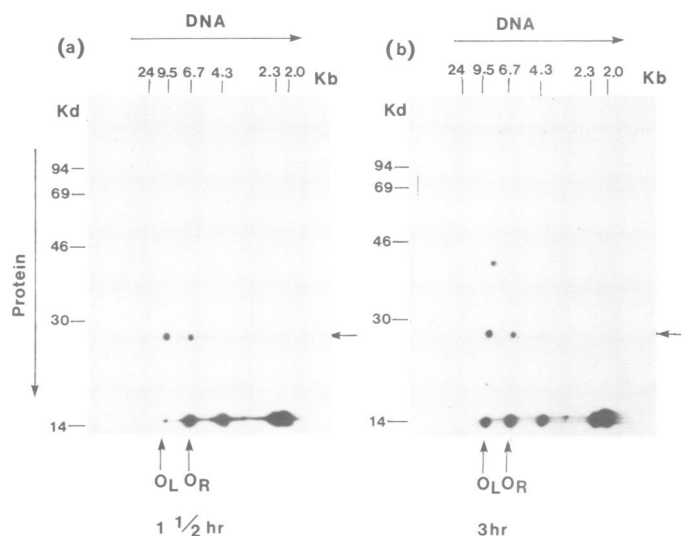 DNA
(a)
24 9.5 6.7 4.3 2.3 2.0 Kb
Kd
94
69
46
30
14
Protein
OL OR
1 1/2 hr
DNA
(b)
24 9.5 6.7 4.3 2.3 2.0 Kb
Kd
94
69
46
30
14
OL OR
3hr